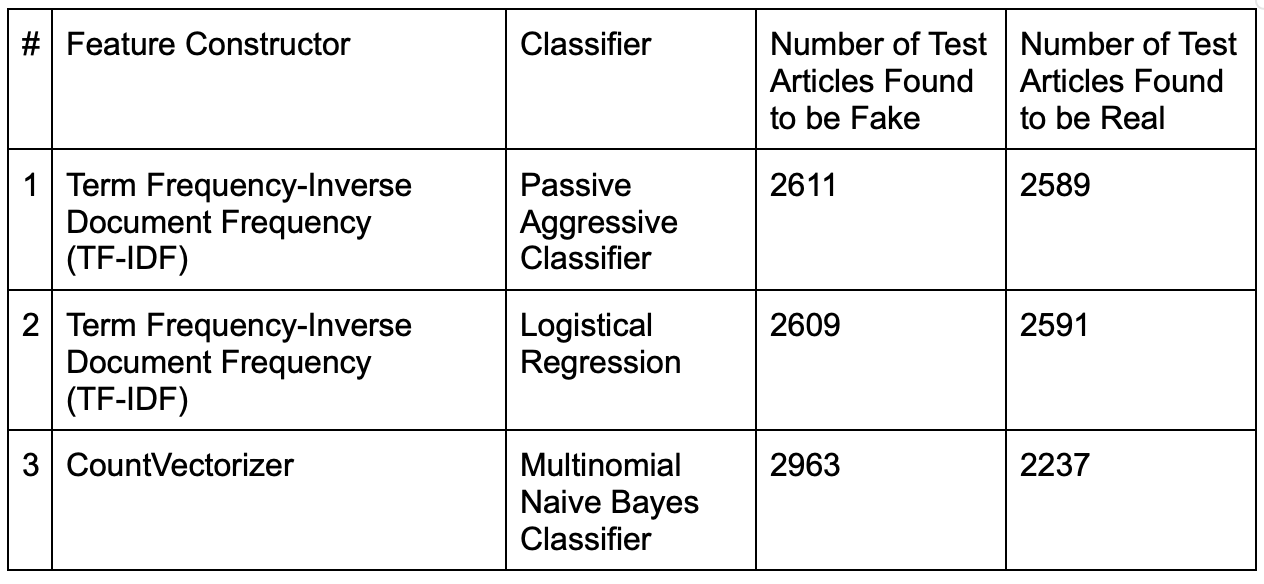 # Feature Constructor Classifier Number of Test Articles Found to be Fake Number of Test Articles Found to be Real
1 Term Frequency-Inverse Document Frequency (TF-IDF) Passive Aggressive Classifier 2611 2589
2 Term Frequency-Inverse Document Frequency (TF-IDF) Logistical Regression 2609 2591
3 CountVectorizer Multinomial Naive Bayes Classifier 2963 2237